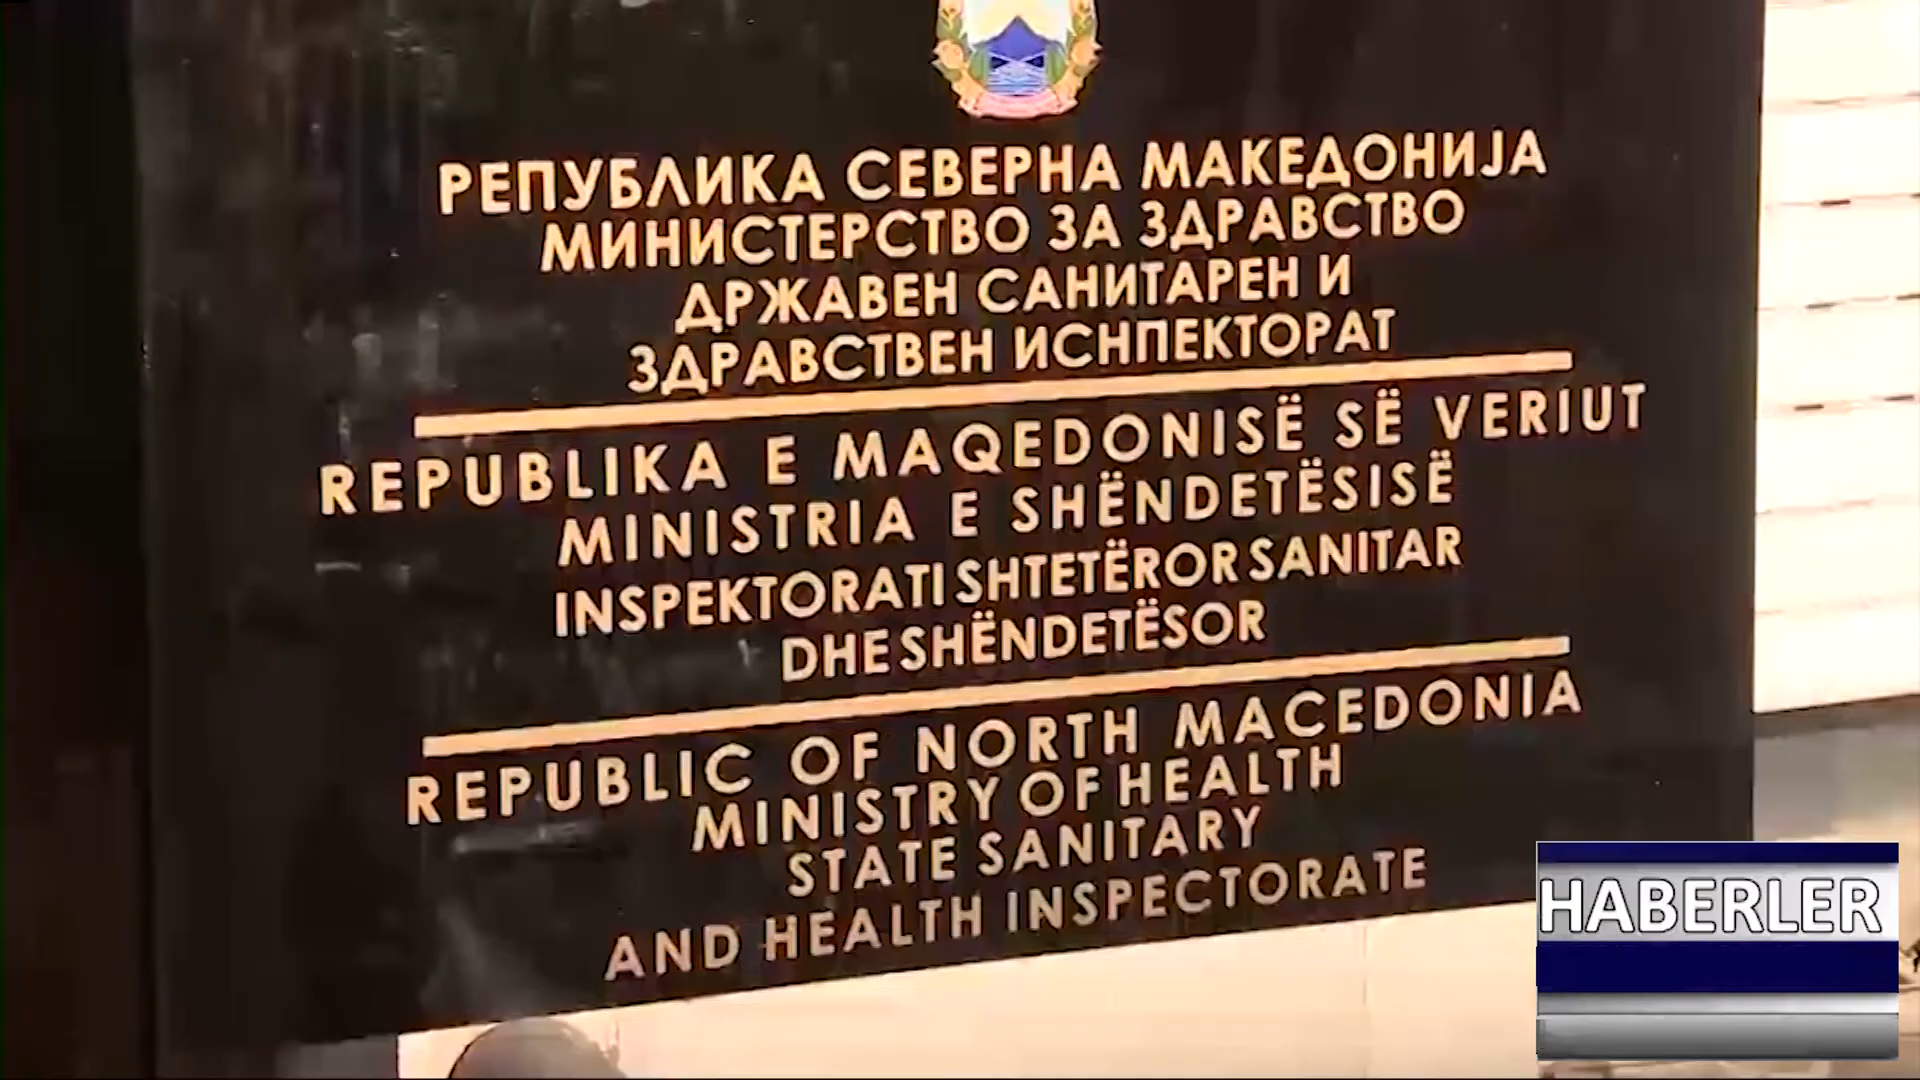 РЕПУБЛИКА СЕВЕРНА МАКЕДОНИЈА
МИНИСТЕРСТВО ЗА ЗДРАВСТВО
ДРЖАВЕН САНИТАРЕН И
ЗДРАВСТВЕН ИСНПЕКТОРАТ
REPUBLIKA E MAQEDONISË SË VERIUT
MINISTRIA E SHËNDETËSISË
INSPEKTORATI SHTETËROR SANITAR
DHE SHËNDETËSOR
REPUBLIC OF NORTH MACEDONIA
MINISTRY OF HEALTH
STATE SANITARY
AND HEALTH INSPECTORATE
HABERLER